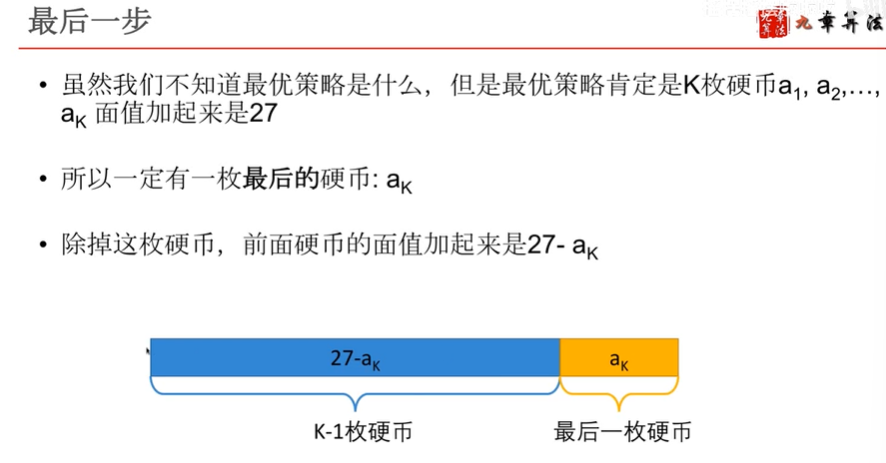 最后一步
九章算法
九章算法
• 虽然我们不知道最优策略是什么，但是最优策略肯定是K枚硬币a₁, a₂,…,
aK 面值加起来是27
• 所以一定有一枚最后的硬币: aK
• 除掉这枚硬币，前面硬币的面值加起来是27- aK
27-aK
aK
K-1枚硬币
最后一枚硬币